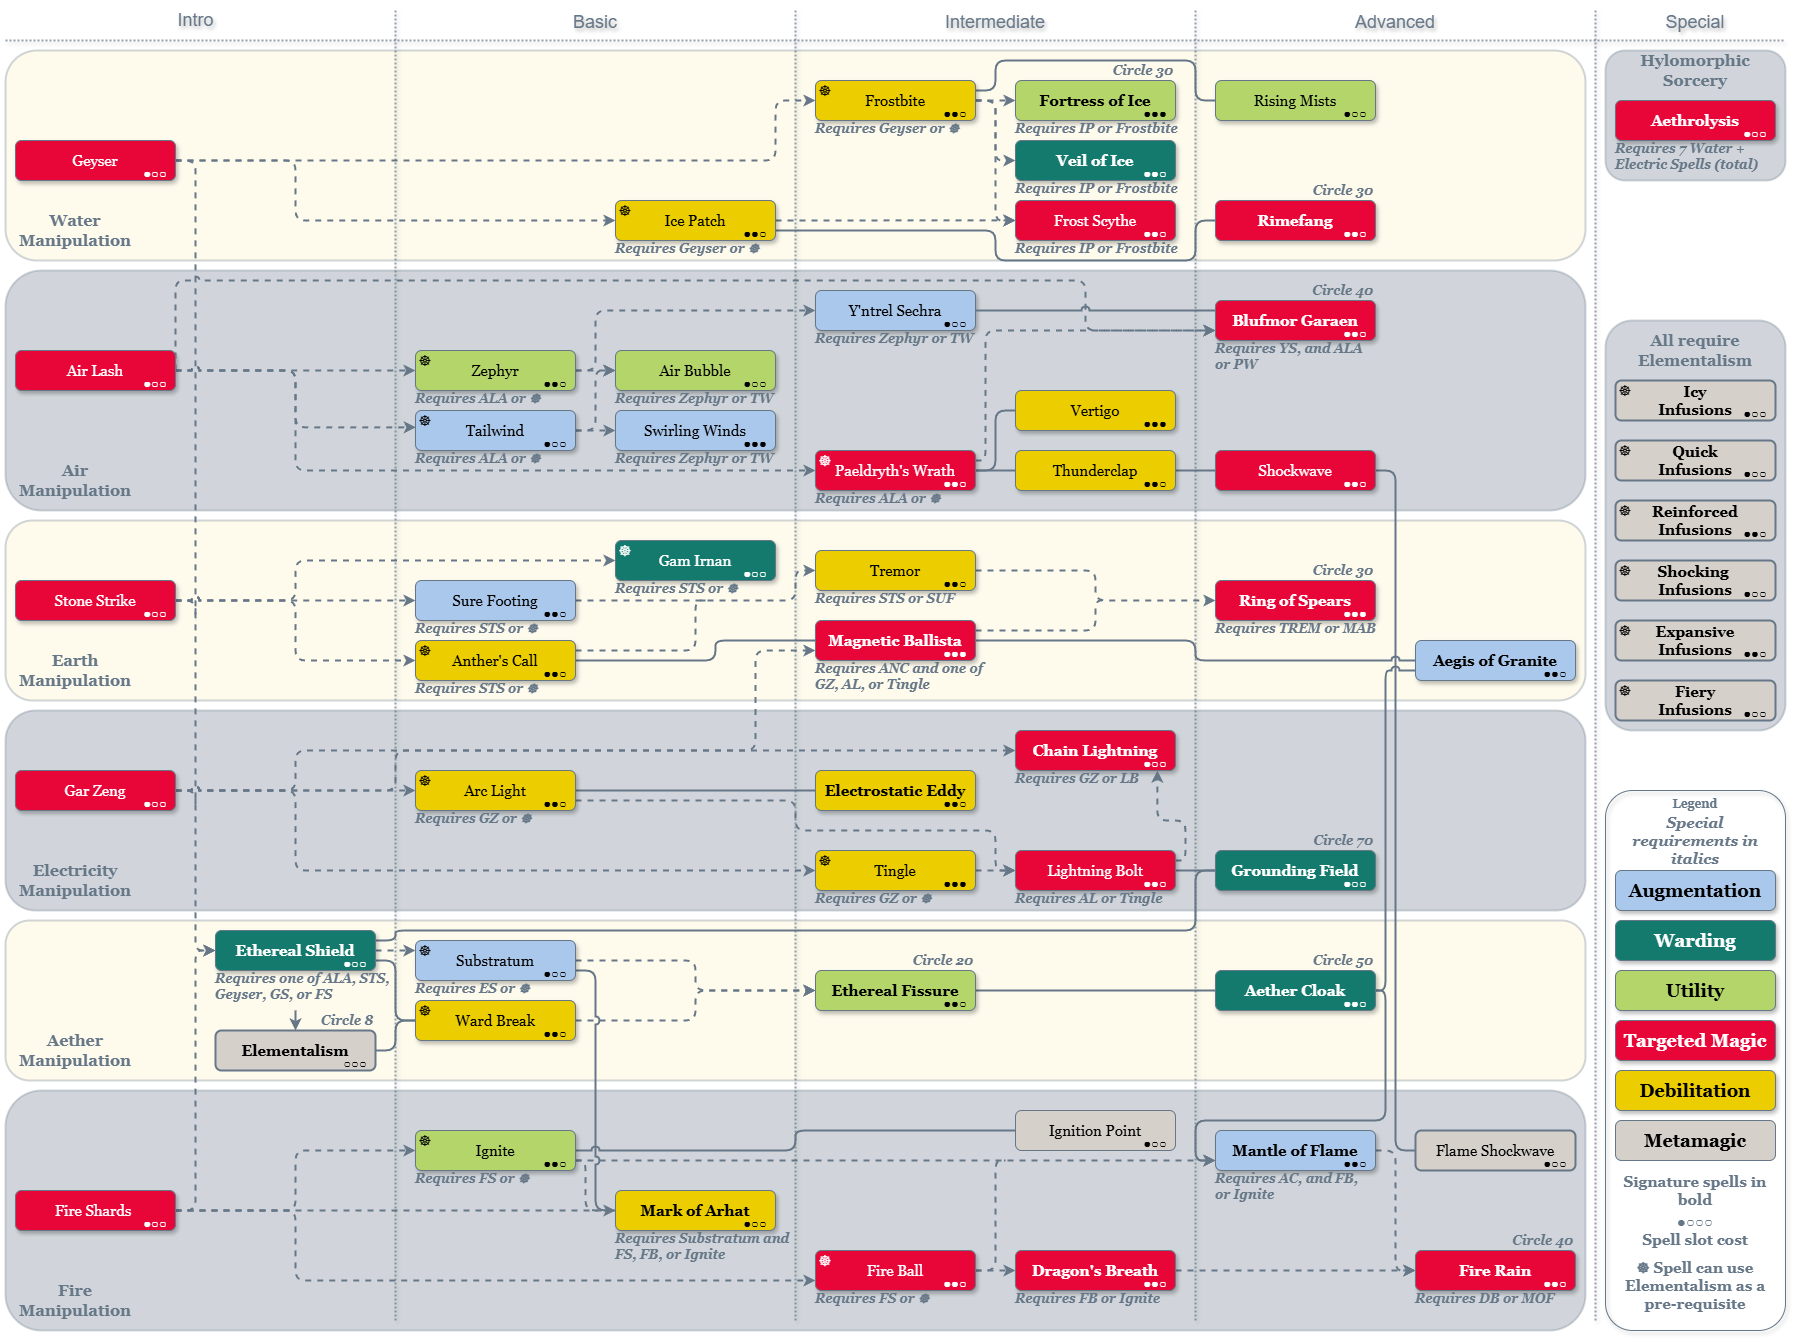 Intro
Basic
Intermediate
Advanced
Special
Water
Manipulation
Geyser
Ice Patch
Requires Geyser or ☸
Frostbite
Requires Geyser or ☸
Circle 30
Fortress of Ice
Requires IP or Frostbite
Veil of Ice
Requires IP or Frostbite
Frost Scythe
Requires IP or Frostbite
Rising Mists
Circle 30
Rimefang
Air
Manipulation
Air Lash
Zephyr
Requires ALA or ☸
Tailwind
Requires ALA or ☸
Air Bubble
Requires Zephyr or TW
Swirling Winds
Requires Zephyr or TW
Y'ntrel Sechra
Requires Zephyr or TW
Paeldryth's Wrath
Requires ALA or ☸
Vertigo
Thunderclap
Circle 40
Blufmor Garaen
Requires YS, and ALA
or PW
Shockwave
Earth
Manipulation
Stone Strike
Sure Footing
Requires STS or ☸
Anther's Call
Requires STS or ☸
Gam Irnan
Requires STS or ☸
Tremor
Requires STS or SUF
Magnetic Ballista
Requires ANC and one of
GZ, AL, or Tingle
Circle 30
Ring of Spears
Requires TREM or MAB
Aegis of Granite
Electricity
Manipulation
Gar Zeng
Arc Light
Requires GZ or ☸
Electrostatic Eddy
Tingle
Requires GZ or ☸
Chain Lightning
Requires GZ or LB
Lightning Bolt
Requires AL or Tingle
Circle 70
Grounding Field
Aether
Manipulation
Ethereal Shield
Requires one of ALA, STS,
Geyser, GS, or FS
Circle 8
Elementalism
Substratum
Requires ES or ☸
Ward Break
Circle 20
Ethereal Fissure
Circle 50
Aether Cloak
Fire
Manipulation
Fire Shards
Ignite
Requires FS or ☸
Mark of Arhat
Requires Substratum and
FS, FB, or Ignite
Fire Ball
Requires FS or ☸
Ignition Point
Dragon's Breath
Requires FB or Ignite
Mantle of Flame
Requires AC, and FB,
or Ignite
Flame Shockwave
Circle 40
Fire Rain
Requires DB or MOF
Hylomorphic
Sorcery
Aethrolysis
Requires 7 Water +
Electric Spells (total)
All require
Elementalism
Icy
Infusions
Quick
Infusions
Reinforced
Infusions
Shocking
Infusions
Expansive
Infusions
Fiery
Infusions
Legend
Special
requirements in
italics
Augmentation
Warding
Utility
Targeted Magic
Debilitation
Metamagic
Signature spells in
bold
Spell slot cost
☸ Spell can use
Elementalism as a
pre-requisite